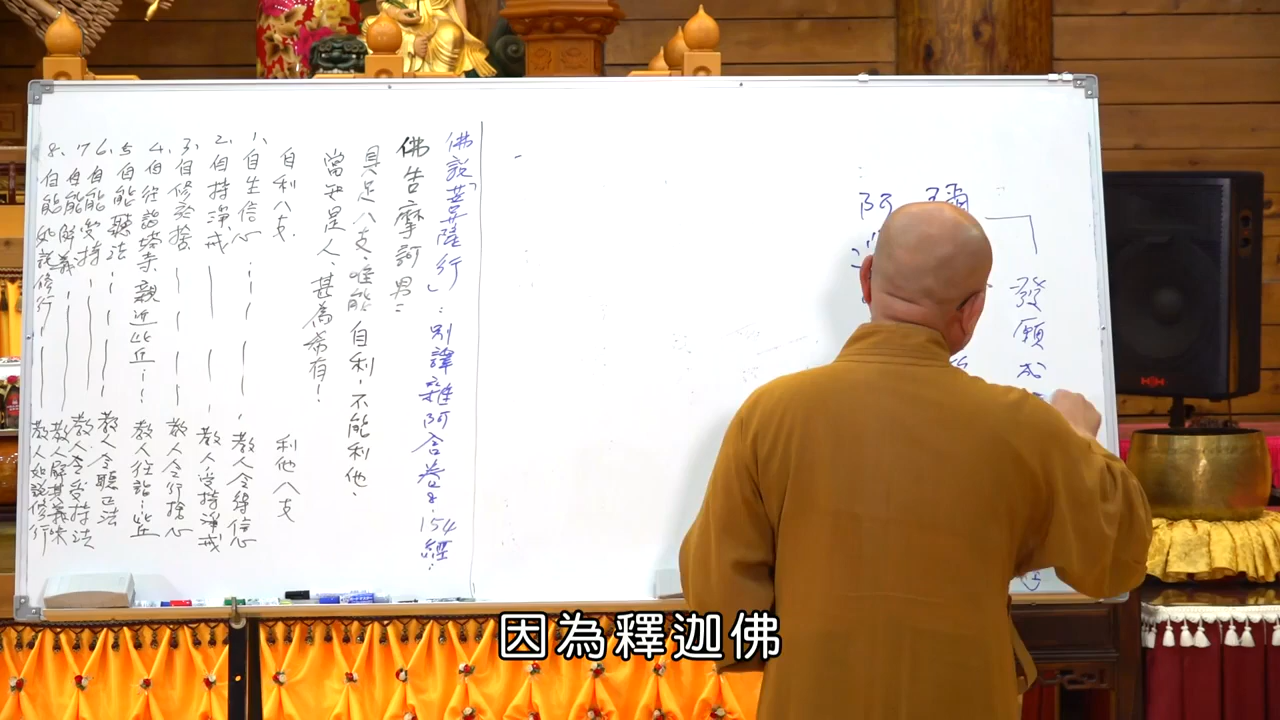 阿彌
發願成
佛說「菩薩行」:別譯雜阿含卷8·154經.
佛告摩訶男:
具足八支,唯能自利,不能利他.
當知是人,甚為希有!
自利八支 利他八支
1、自生信心 教人令得信心
2、自持淨戒 教人受持淨戒
3、自修惠捨 教人令行捨心
4、自往詣塔寺親近比丘 教人往詣…比丘
5、自能聽法 教人令聽正法
6、自能受持 教人令受持法
7、自能解義 教人解其義味
8、自能如說修行 教人如說修行
因為釋迦佛